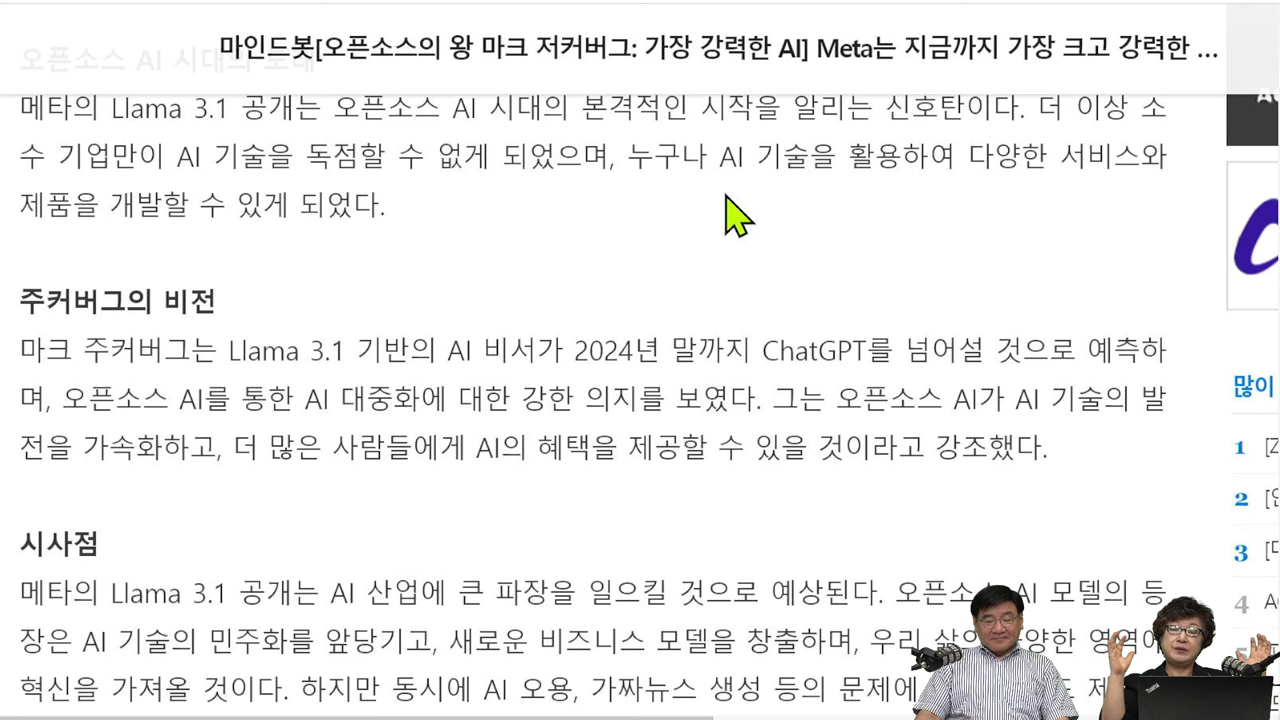 오픈소스 AI 시대의 도래
마인드봇[오픈소스의 왕 마크 저커버그: 가장 강력한 AI] Meta는 지금까지 가장 크고 강력한 ...
메타의 Llama 3.1 공개는 오픈소스 AI 시대의 본격적인 시작을 알리는 신호탄이다. 더 이상 소
수 기업만이 AI 기술을 독점할 수 없게 되었으며, 누구나 AI 기술을 활용하여 다양한 서비스와
제품을 개발할 수 있게 되었다.
주커버그의 비전
마크 주커버그는 Llama 3.1 기반의 AI 비서가 2024년 말까지 ChatGPT를 넘어설 것으로 예측하
며, 오픈소스 AI를 통한 AI 대중화에 대한 강한 의지를 보였다. 그는 오픈소스 AI가 AI 기술의 발
전을 가속화하고, 더 많은 사람들에게 AI의 혜택을 제공할 수 있을 것이라고 강조했다.
시사점
메타의 Llama 3.1 공개는 AI 산업에 큰 파장을 일으킬 것으로 예상된다. 오픈소스 AI 모델의 등
장은 AI 기술의 민주화를 앞당기고, 새로운 비즈니스 모델을 창출하며, 우리 삶의 다양한 영역에
혁신을 가져올 것이다. 하지만 동시에 AI 오용, 가짜뉴스 생성 등의 문제에
많이
1
2
3
4
ThinkPad